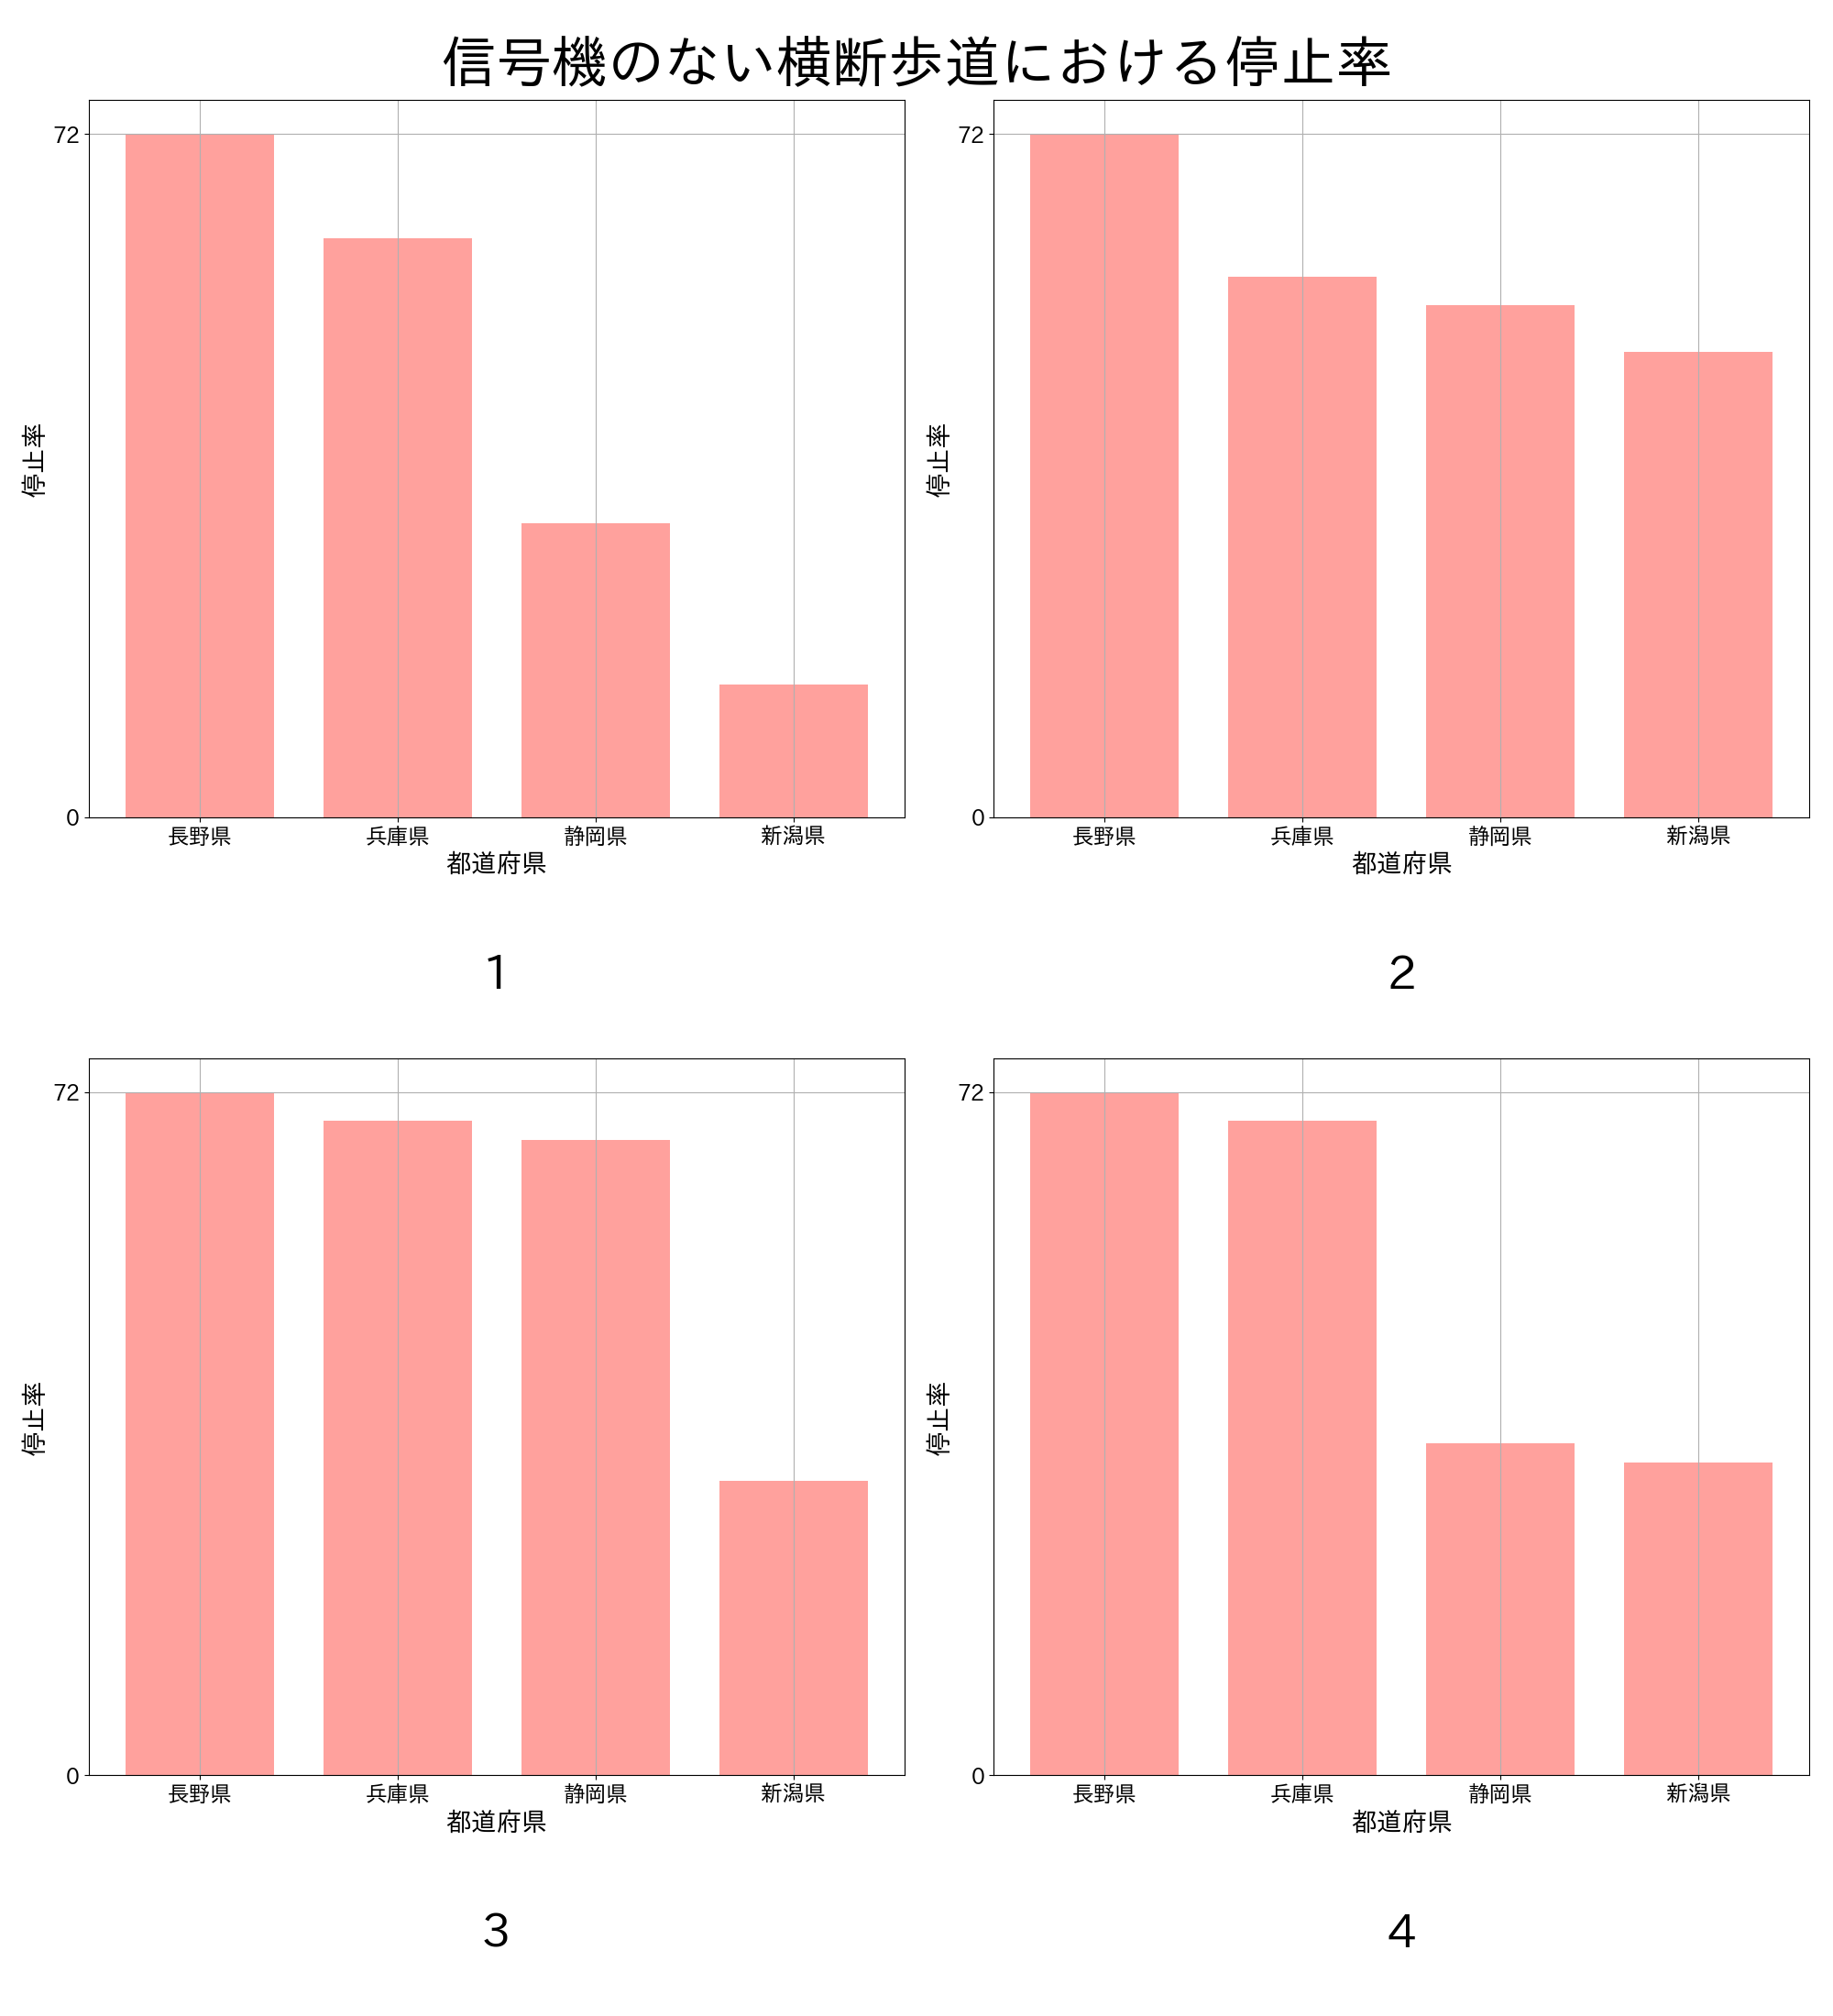 信号機のない横断歩道における停止率
72
停止率
0
長野県 兵庫県 静岡県 新潟県
都道府県
1
72
停止率
0
長野県 兵庫県 静岡県 新潟県
都道府県
2
72
停止率
0
長野県 兵庫県 静岡県 新潟県
都道府県
3
72
停止率
0
長野県 兵庫県 静岡県 新潟県
都道府県
4